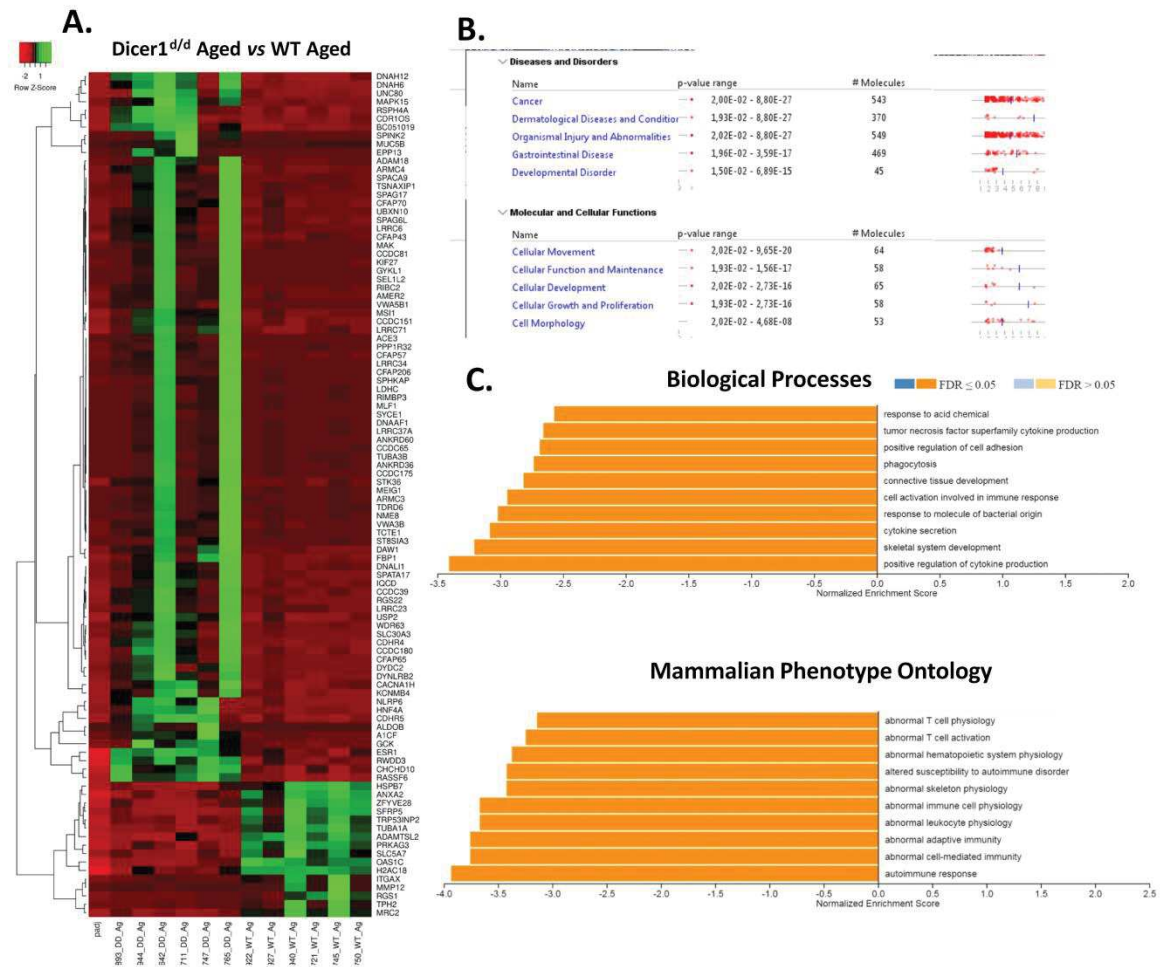 A.
Dicer1d/d Aged vs WT Aged
-2 1
Row Z-Score
DNAH12
DNAH6
UNC80
MAPK15
RSPH4A
CDR1OS
BC051019
SPINK2
MUC5B
EPP13
ADAM18
ARMC4
SPACA9
TSNAXIP1
SPAG17
CFAP70
UBXN10
SPAG6L
LRRC6
CFAP43
MAK
CCDC81
KIF27
GYKL1
SEL1L2
RIBC2
AMER2
VWA5B1
MSI1
CCDC151
LRRC71
ACE3
PPP1R32
CFAP57
LRRC34
CFAP206
SPHKAP
LDHC
RIMBP3
MLF1
SYCE1
DNAAF1
LRRC37A
ANKRD60
CCDC65
TUBA3B
ANKRD36
CCDC175
STK36
MEIG1
ARMC3
TDRD6
NME8
VWA3B
TCTE1
ST8SIA3
DAW1
FBP1
DNALI1
SPATA17
IQCD
CCDC39
RGS22
LRRC23
USP2
WDR63
SLC30A3
CDHR4
CCDC180
CFAP65
DYDC2
DYNLRB2
CACNA1H
KCNMB4
NLRP6
HNF4A
CDHR5
ALDOB
A1CF
GCK
ESR1
RWDD3
CHCHD10
RASSF6
HSPB7
ANXA2
ZFYVE28
SFRP5
TRP53INP2
TUBA1A
ADAMTSL2
PRKAG3
SLC5A7
OAS1C
H2AC18
ITGAX
MMP12
RGS1
TPH2
MRC2
padj
893_DD_Ag
944_DD_Ag
642_DD_Ag
711_DD_Ag
747_DD_Ag
765_DD_Ag
922_WT_Ag
927_WT_Ag
940_WT_Ag
721_WT_Ag
745_WT_Ag
750_WT_Ag
B.
Diseases and Disorders
Name p-value range # Molecules
Cancer 2,00E-02 - 8,80E-27 543
Dermatological Diseases and Condition 1,93E-02 - 8,80E-27 370
Organismal Injury and Abnormalities 2,02E-02 - 8,80E-27 549
Gastrointestinal Disease 1,96E-02 - 3,59E-17 469
Developmental Disorder 1,50E-02 - 6,89E-15 45
1 2 3 4 5 6 7 8
Molecular and Cellular Functions
Name p-value range # Molecules
Cellular Movement 2,02E-02 - 9,65E-20 64
Cellular Function and Maintenance 1,93E-02 - 1,56E-17 58
Cellular Development 2,02E-02 - 2,73E-16 65
Cellular Growth and Proliferation 1,93E-02 - 2,73E-16 58
Cell Morphology 2,02E-02 - 4,68E-08 53
C.
Biological Processes
FDR ≤ 0.05 FDR > 0.05
response to acid chemical
tumor necrosis factor superfamily cytokine production
positive regulation of cell adhesion
phagocytosis
connective tissue development
cell activation involved in immune response
response to molecule of bacterial origin
cytokine secretion
skeletal system development
positive regulation of cytokine production
-3.5 -3.0 -2.5 -2.0 -1.5 -1.0 -0.5 0.0 0.5 1.0 1.5 2.0
Normalized Enrichment Score
Mammalian Phenotype Ontology
abnormal T cell physiology
abnormal T cell activation
abnormal hematopoietic system physiology
altered susceptibility to autoimmune disorder
abnormal skeleton physiology
abnormal immune cell physiology
abnormal leukocyte physiology
abnormal adaptive immunity
abnormal cell-mediated immunity
autoimmune response
-4.0 -3.5 -3.0 -2.5 -2.0 -1.5 -1.0 -0.5 0.0 0.5 1.0 1.5 2.0
Normalized Enrichment Score